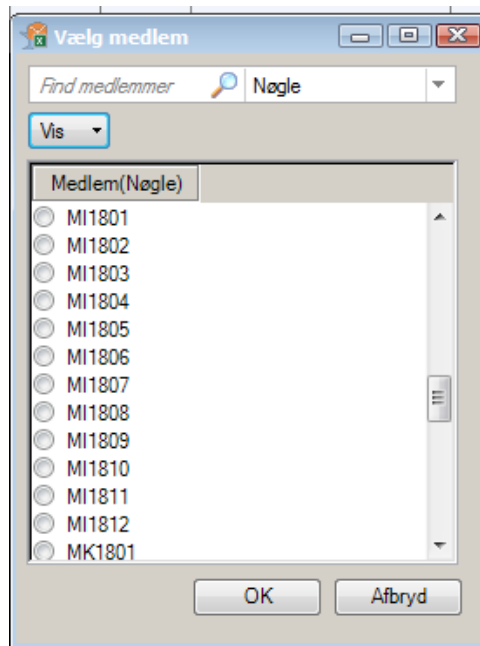 Vælg medlem
Find medlemmer Nøgle
Vis
Medlem(Nøgle)
MI1801
MI1802
MI1803
MI1804
MI1805
MI1806
MI1807
MI1808
MI1809
MI1810
MI1811
MI1812
MK1801
OK Afbryd